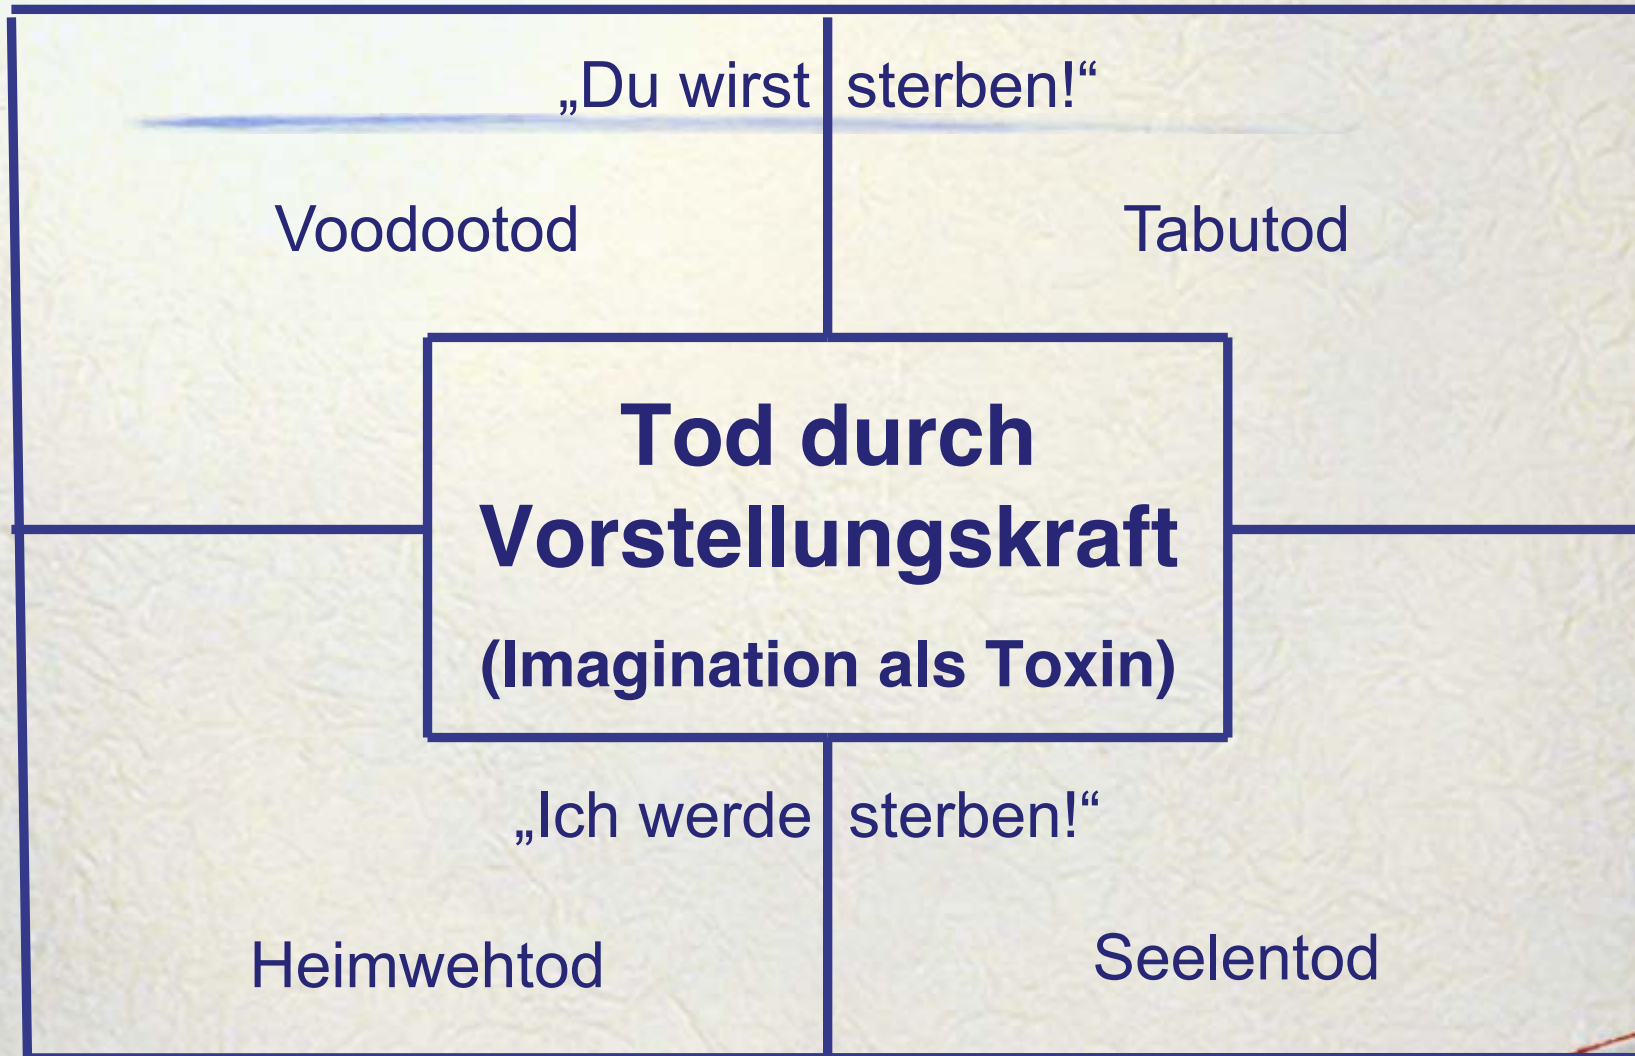 „Du wirst sterben!“
Voodootod Tabutod
Tod durch
Vorstellungskraft
(Imagination als Toxin)
„Ich werde sterben!“
Heimwehtod Seelentod